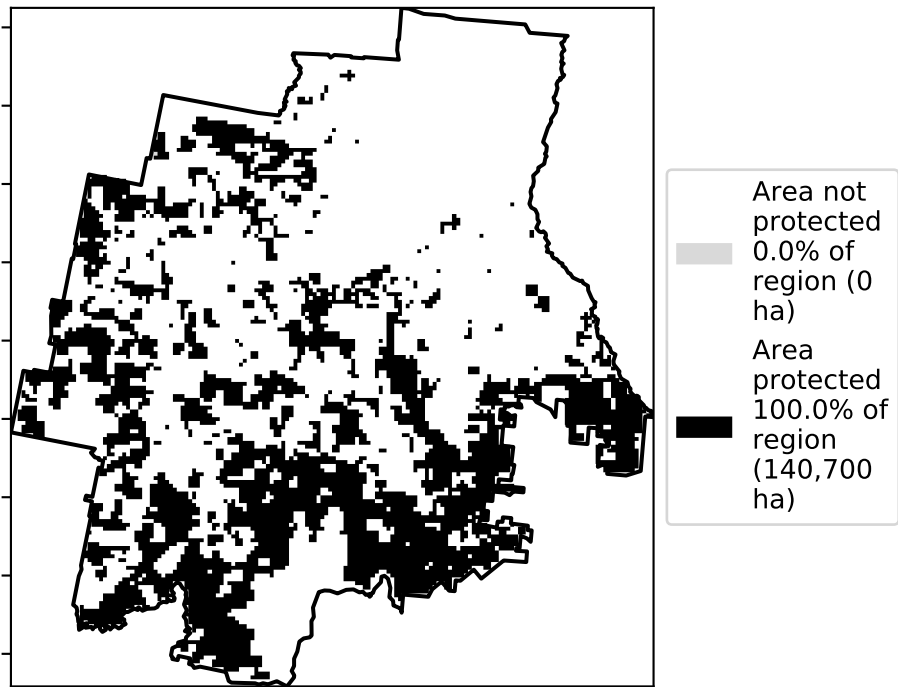 Area not
protected
0.0% of
region (0
ha)
Area
protected
100.0% of
region
(140,700
ha)